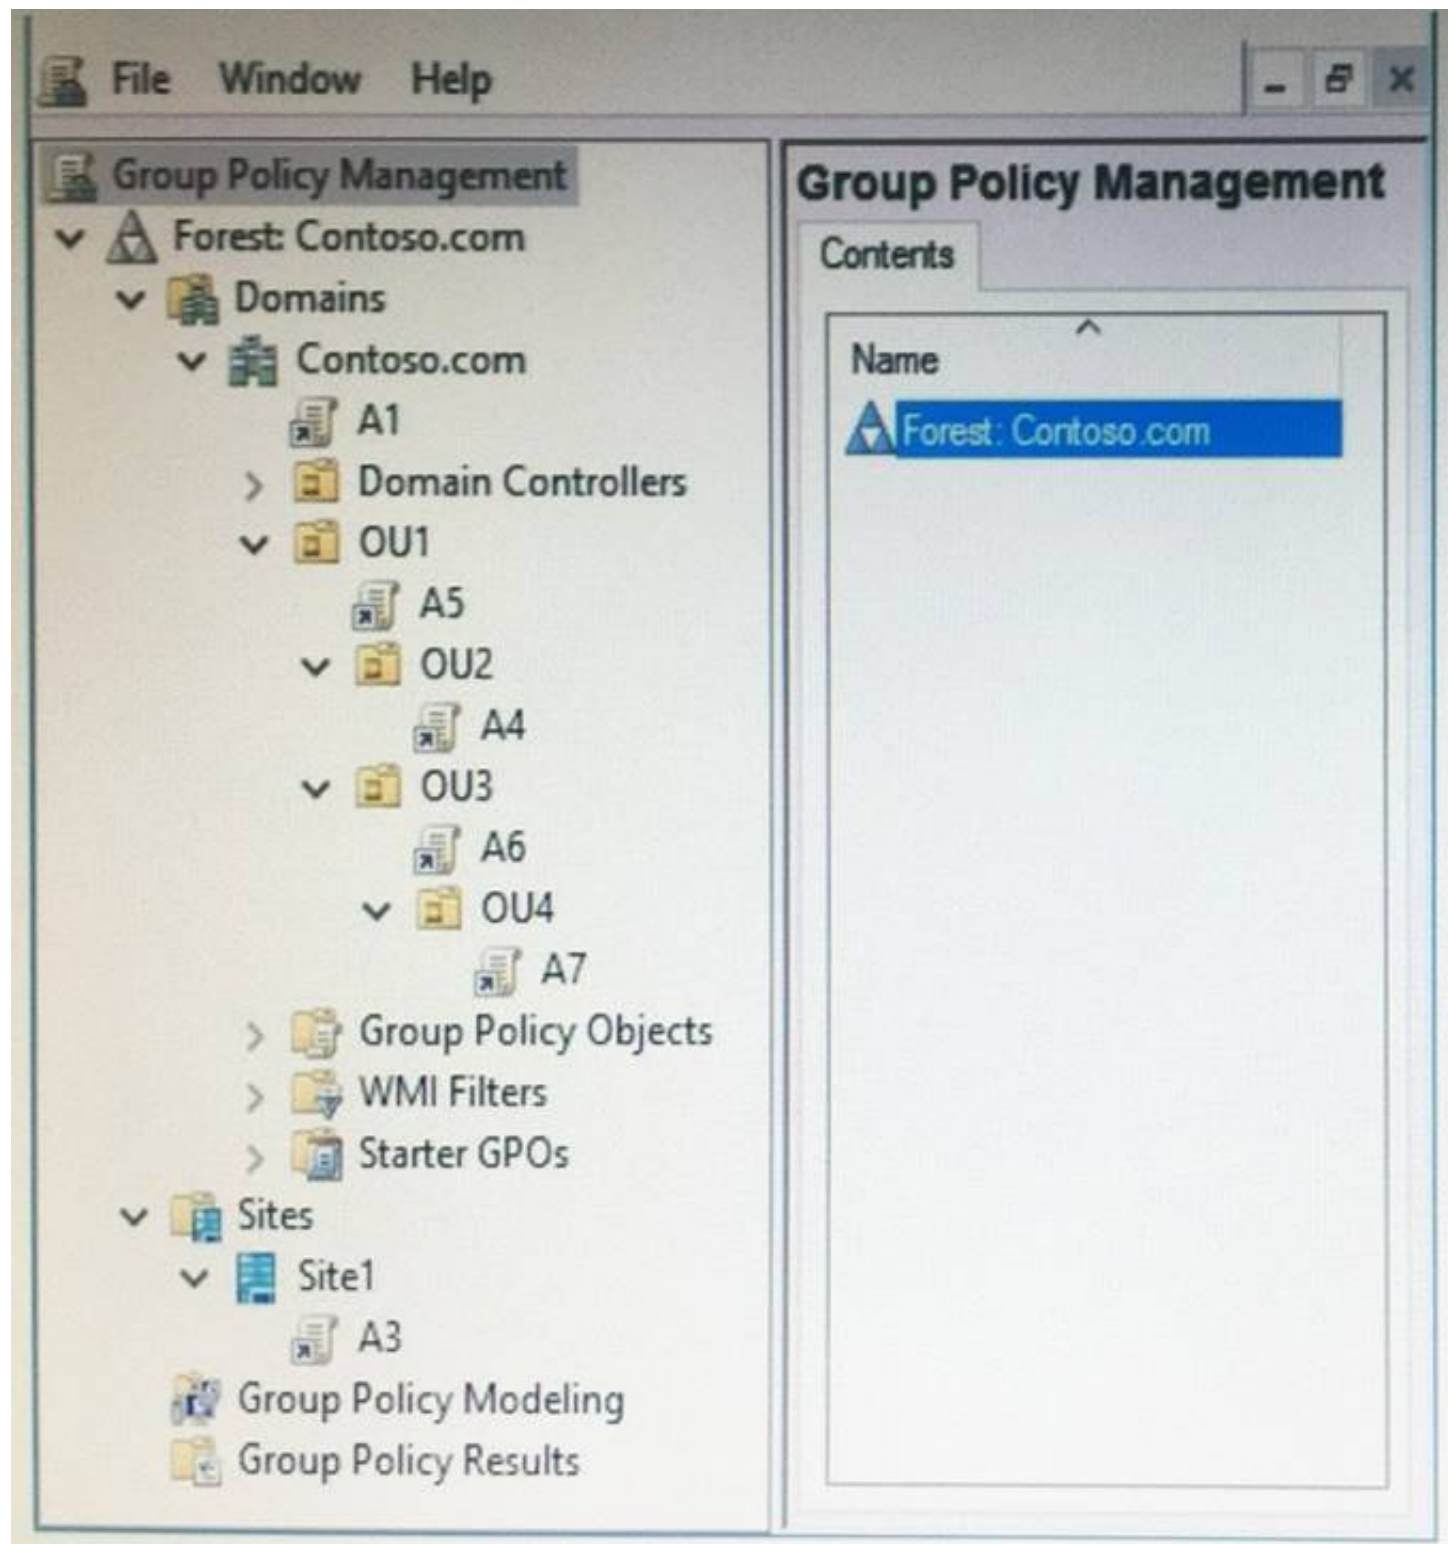 File Window Help
Group Policy Management
Forest: Contoso.com
Domains
Contoso.com
A1
Domain Controllers
OU1
A5
OU2
A4
OU3
A6
OU4
A7
Group Policy Objects
WMI Filters
Starter GPOs
Sites
Site1
A3
Group Policy Modeling
Group Policy Results
Group Policy Management
Contents
Name
Forest: Contoso.com